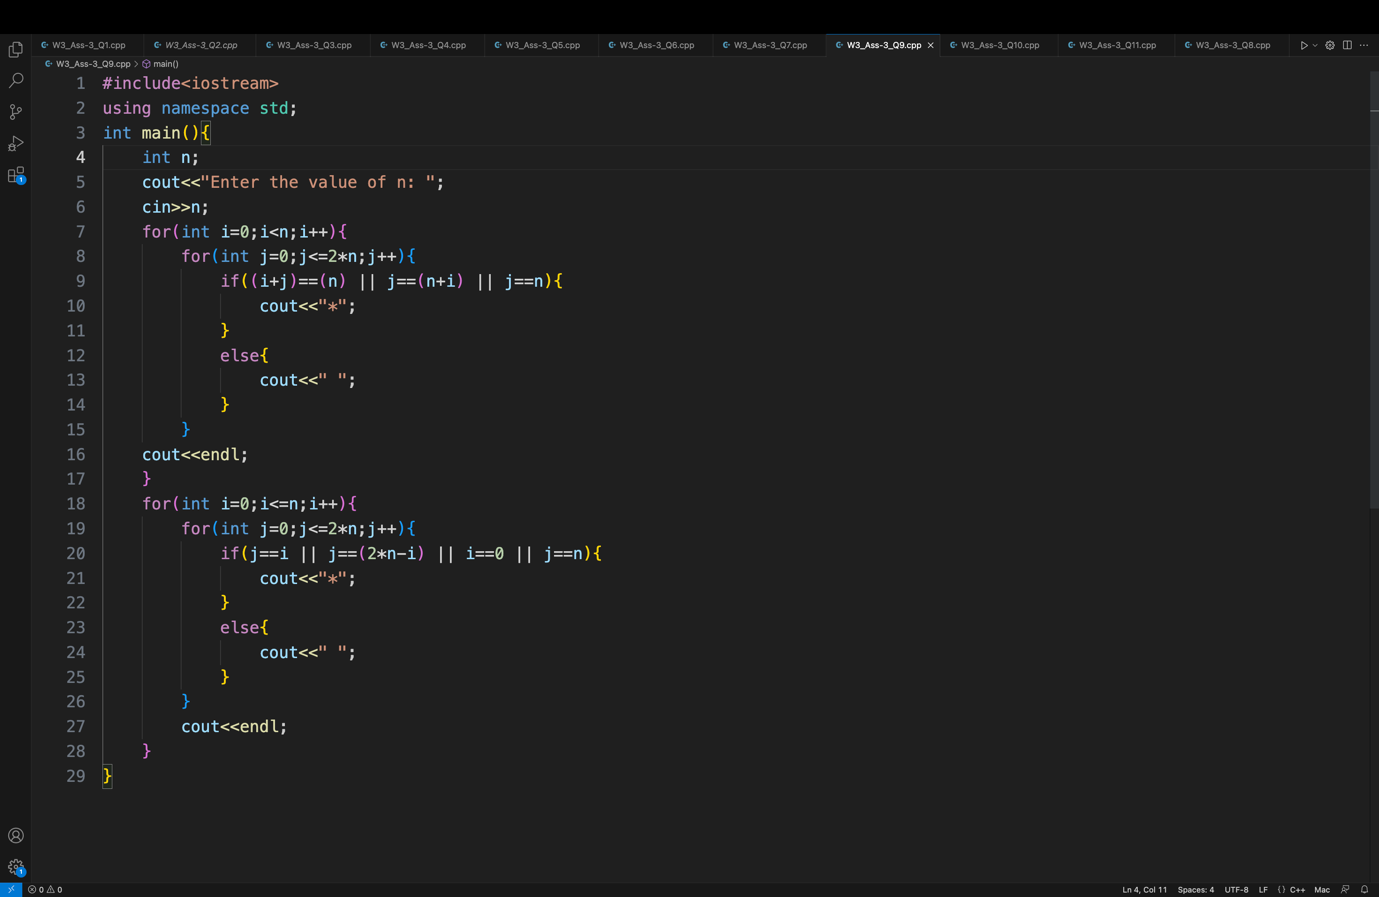 W3_Ass-3_Q1.cpp W3_Ass-3_Q2.cpp W3_Ass-3_Q3.cpp W3_Ass-3_Q4.cpp W3_Ass-3_Q5.cpp W3_Ass-3_Q6.cpp W3_Ass-3_Q7.cpp W3_Ass-3_Q9.cpp W3_Ass-3_Q10.cpp W3_Ass-3_Q11.cpp W3_Ass-3_Q8.cpp
W3_Ass-3_Q9.cpp > main()
1 #include<iostream>
2 using namespace std;
3 int main(){
4     int n;
5     cout<<"Enter the value of n: ";
6     cin>>n;
7     for(int i=0;i<n;i++){
8         for(int j=0;j<=2*n;j++){
9             if((i+j)==(n) || j==(n+i) || j==n){
10                 cout<<"*";
11             }
12             else{
13                 cout<<" ";
14             }
15         }
16     cout<<endl;
17     }
18     for(int i=0;i<=n;i++){
19         for(int j=0;j<=2*n;j++){
20             if(j==i || j==(2*n-i) || i==0 || j==n){
21                 cout<<"*";
22             }
23             else{
24                 cout<<" ";
25             }
26         }
27         cout<<endl;
28     }
29 }
1
1
0 0 Ln 4, Col 11 Spaces: 4 UTF-8 LF {} C++ Mac